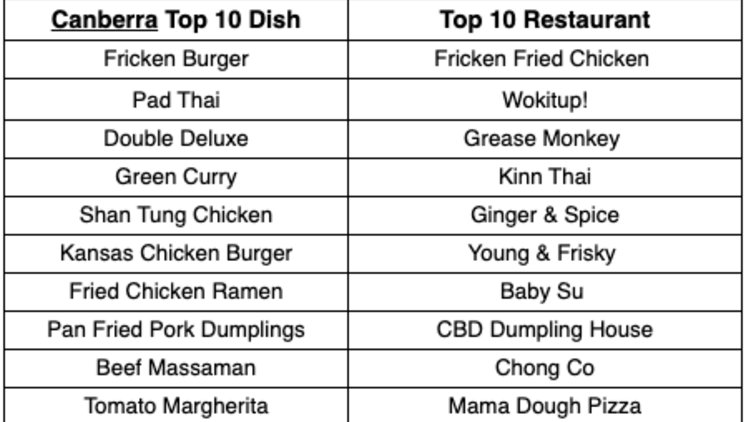 Canberra Top 10 Dish Top 10 Restaurant
Fricken Burger Fricken Fried Chicken
Pad Thai Wokitup!
Double Deluxe Grease Monkey
Green Curry Kinn Thai
Shan Tung Chicken Ginger & Spice
Kansas Chicken Burger Young & Frisky
Fried Chicken Ramen Baby Su
Pan Fried Pork Dumplings CBD Dumpling House
Beef Massaman Chong Co
Tomato Margherita Mama Dough Pizza